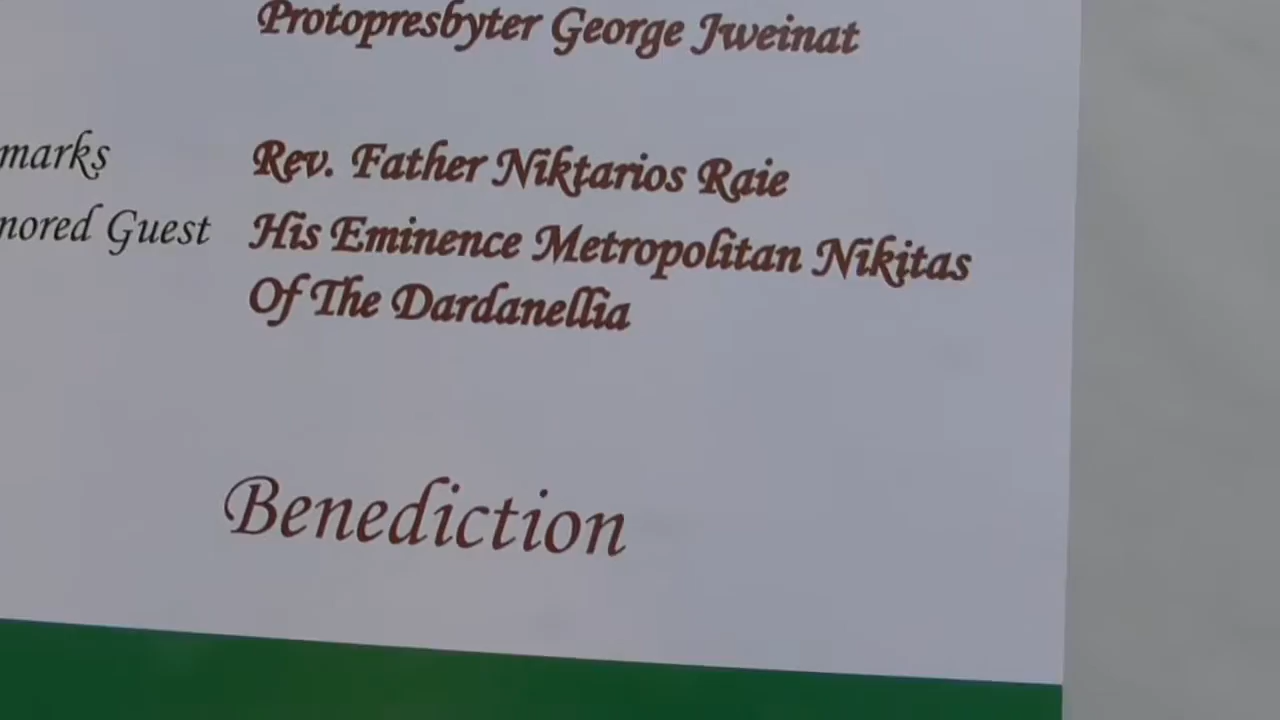 Protopresbyter George Jweinat
marks Rev. Father Niktarios Raie
nored Guest His Eminence Metropolitan Nikitas
Of The Dardanellia
Benediction